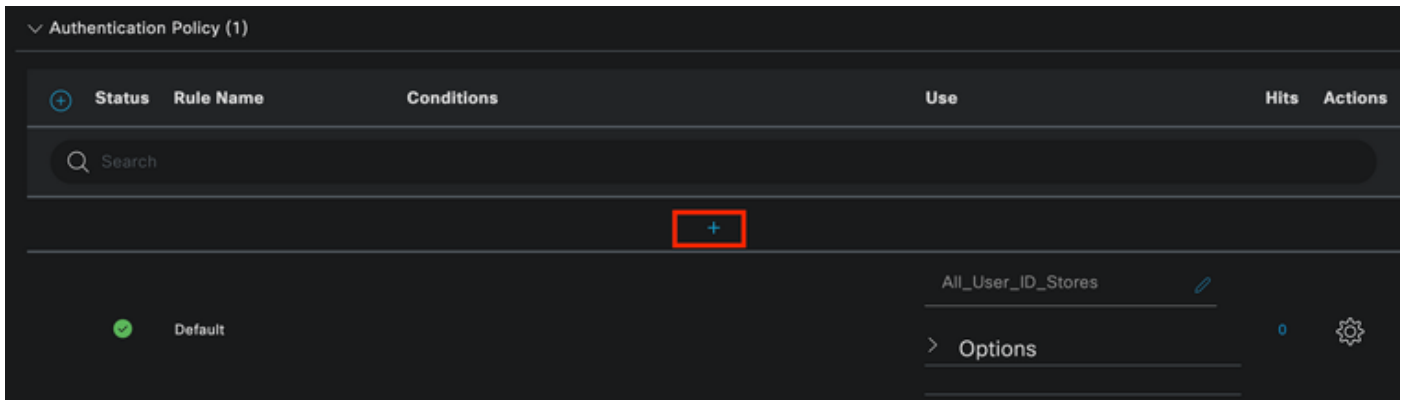 Authentication Policy (1)
Status Rule Name Conditions Use Hits Actions
Search
+
All_User_ID_Stores
Default 0
Options